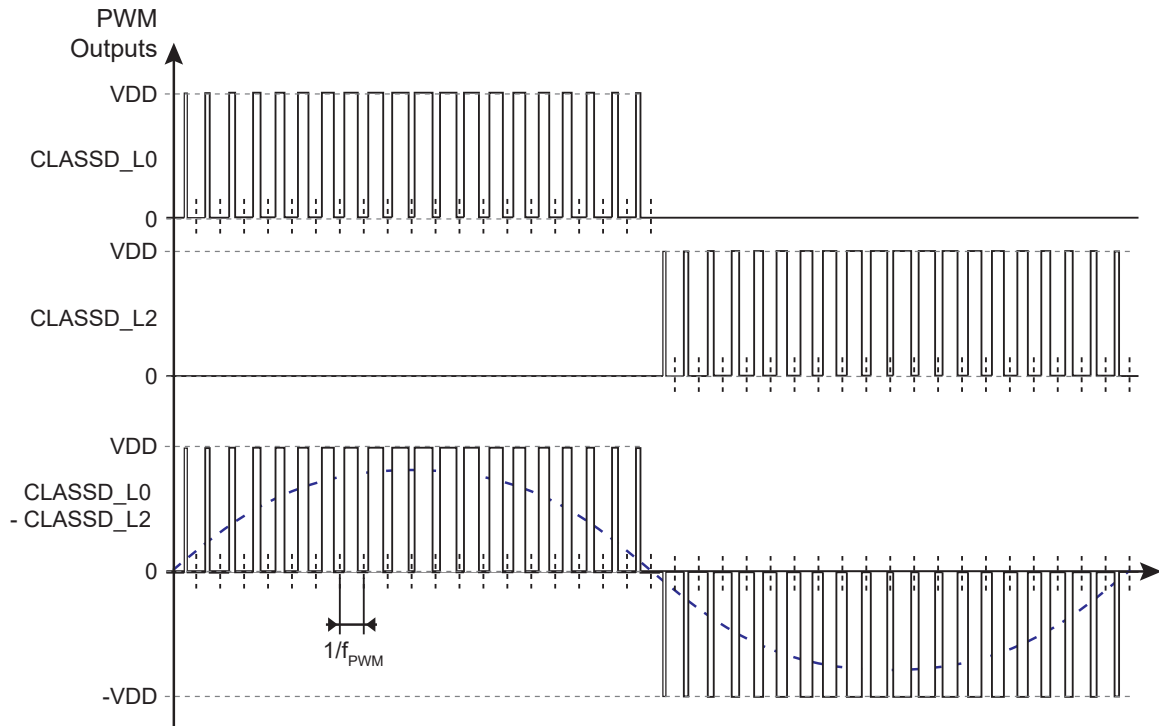 PWM
Outputs
VDD
CLASSD_L0
0
VDD
CLASSD_L2
0
VDD
CLASSD_L0
- CLASSD_L2
0
1/fPWM
-VDD